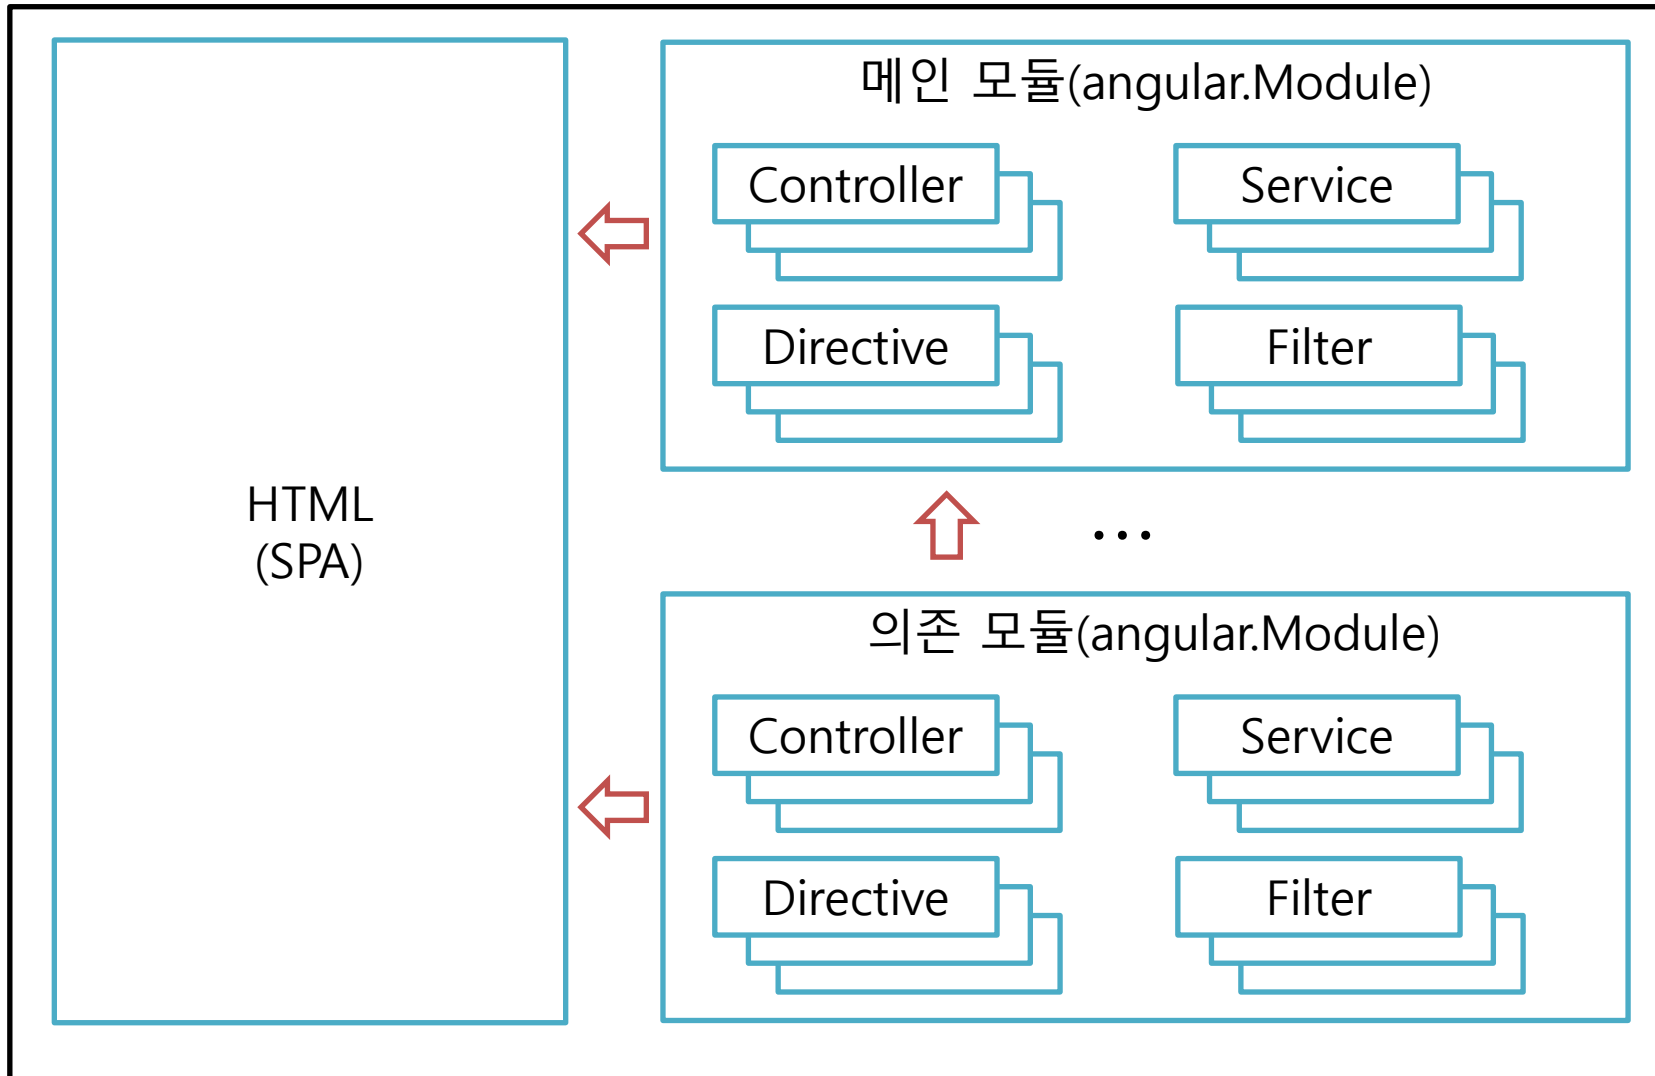 HTML
(SPA)
메인 모듈(angular.Module)
Controller
Service
Directive
Filter
...
의존 모듈(angular.Module)
Controller
Service
Directive
Filter